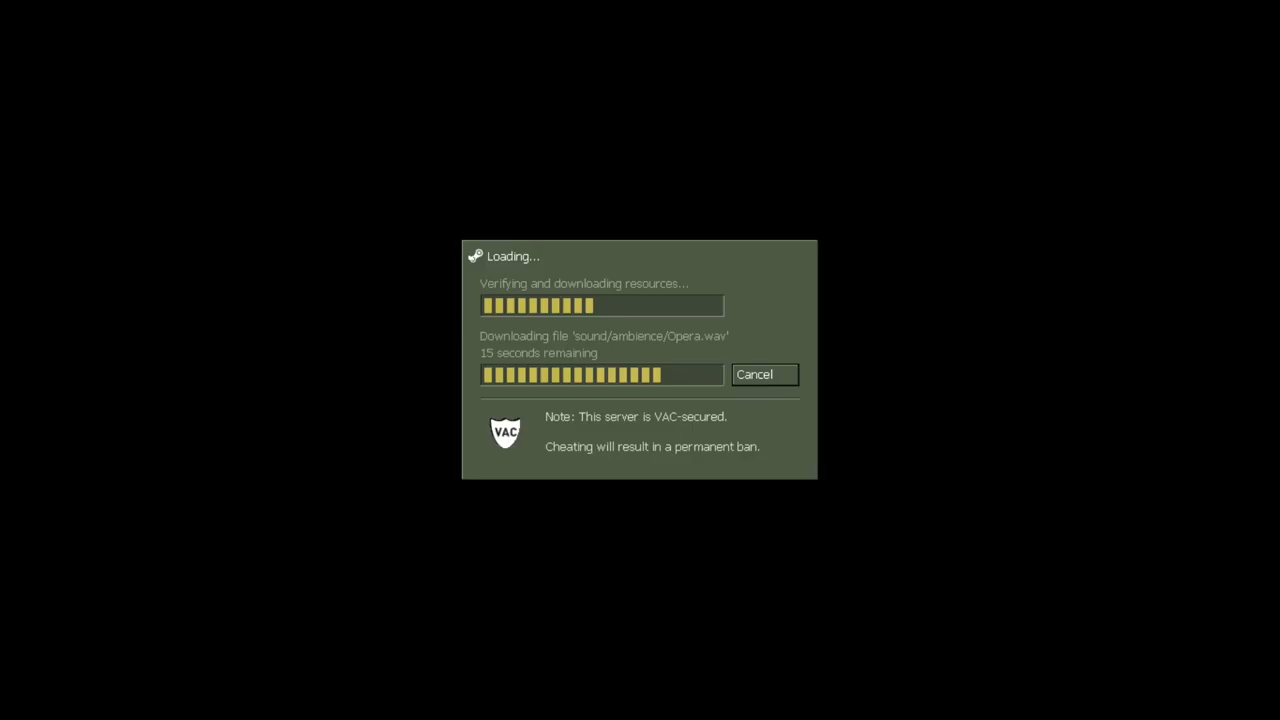 Loading...
Verifying and downloading resources...
Downloading file 'sound/ambience/Opera.wav'
15 seconds remaining
Cancel
VAC
Note: This server is VAC-secured.
Cheating will result in a permanent ban.